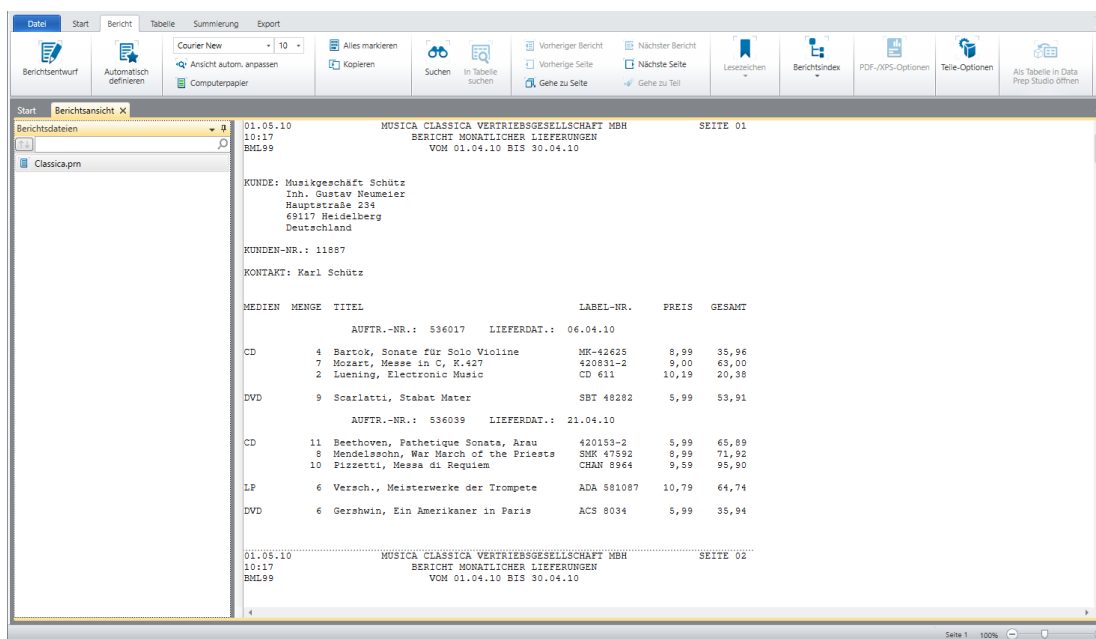 Datei Start Bericht Tabelle Summierung Export
Berichtsentwurf
Automatisch definieren
Courier New 10
Ansicht autom. anpassen
Computerpapier
Alles markieren
Kopieren
Suchen
In Tabelle suchen
Vorheriger Bericht
Vorherige Seite
Gehe zu Seite
Nächster Bericht
Nächste Seite
Gehe zu Teil
Lesezeichen
Berichtsindex
PDF-/XPS-Optionen
Teile-Optionen
Als Tabelle in Data Prep Studio öffnen
Start Berichtsansicht
Berichtsdateien
Classica.prn
01.05.10 MUSICA CLASSICA VERTRIEBSGESELLSCHAFT MBH SEITE 01
10:17 BERICHT MONATLICHER LIEFERUNGEN
BML99 VOM 01.04.10 BIS 30.04.10
KUNDE: Musikgeschäft Schütz
Inh. Gustav Neumeier
Hauptstraße 234
69117 Heidelberg
Deutschland
KUNDEN-NR.: 11887
KONTAKT: Karl Schütz
MEDIEN MENGE TITEL LABEL-NR. PREIS GESAMT
AUFTR.-NR.: 536017 LIEFERDAT.: 06.04.10
CD 4 Bartok, Sonate für Solo Violine MK-42625 8,99 35,96
7 Mozart, Messe in C, K.427 420831-2 9,00 63,00
2 Luening, Electronic Music CD 611 10,19 20,38
DVD 9 Scarlatti, Stabat Mater SBT 48282 5,99 53,91
AUFTR.-NR.: 536039 LIEFERDAT.: 21.04.10
CD 11 Beethoven, Pathetique Sonata, Arau 420153-2 5,99 65,89
8 Mendelssohn, War March of the Priests SMK 47592 8,99 71,92
10 Pizzetti, Messa di Requiem CHAN 8964 9,59 95,90
LP 6 Versch., Meisterwerke der Trompete ADA 581087 10,79 64,74
DVD 6 Gershwin, Ein Amerikaner in Paris ACS 8034 5,99 35,94
01.05.10 MUSICA CLASSICA VERTRIEBSGESELLSCHAFT MBH SEITE 02
10:17 BERICHT MONATLICHER LIEFERUNGEN
BML99 VOM 01.04.10 BIS 30.04.10
Seite 1 100%